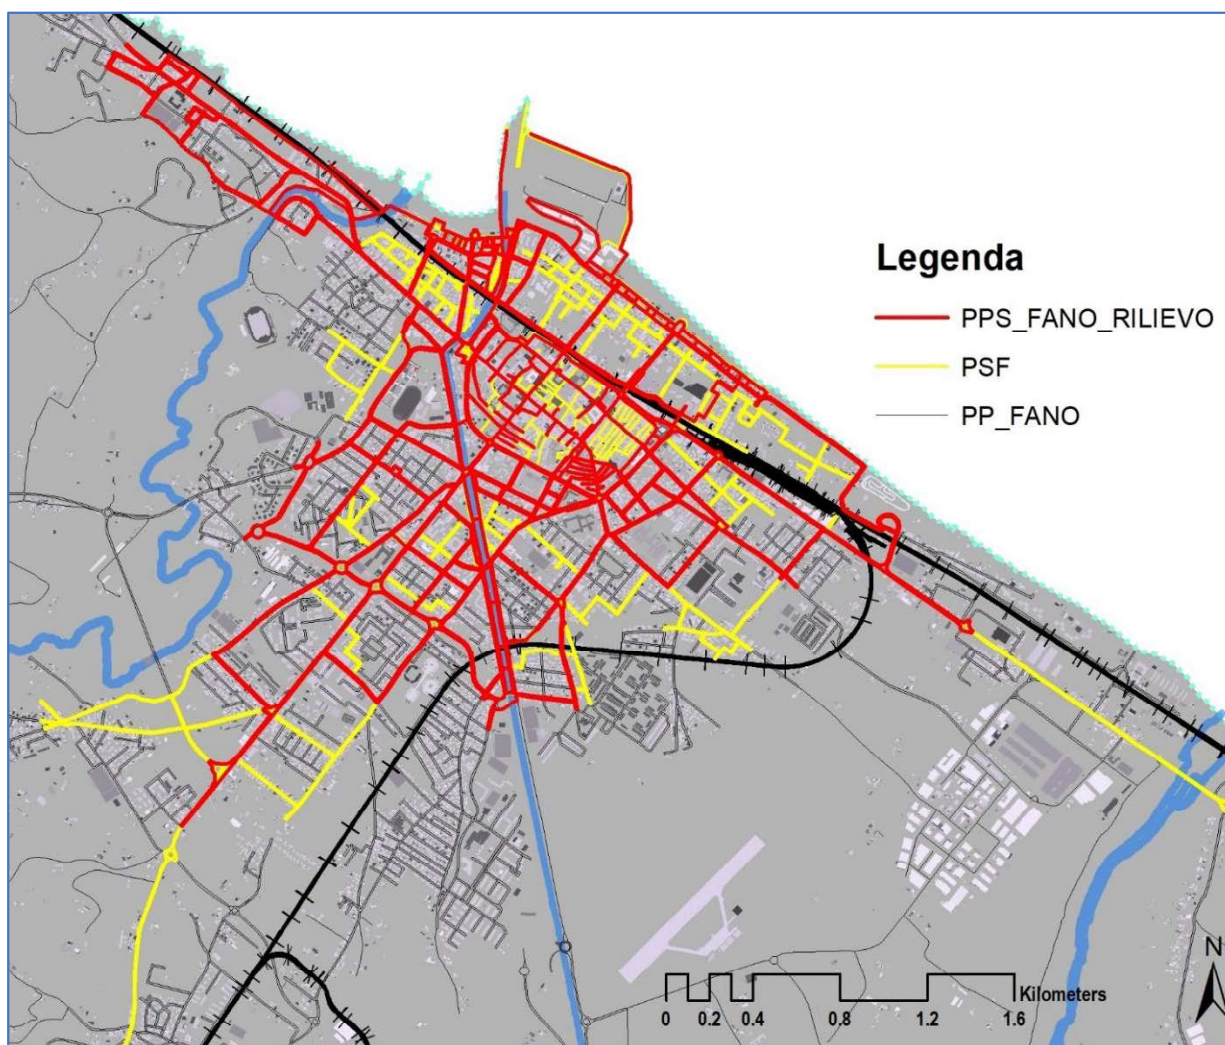 Legenda
PPS_FANO_RILIEVO
PSF
PP_FANO
N
Kilometers
0 0.2 0.4 0.8 1.2 1.6